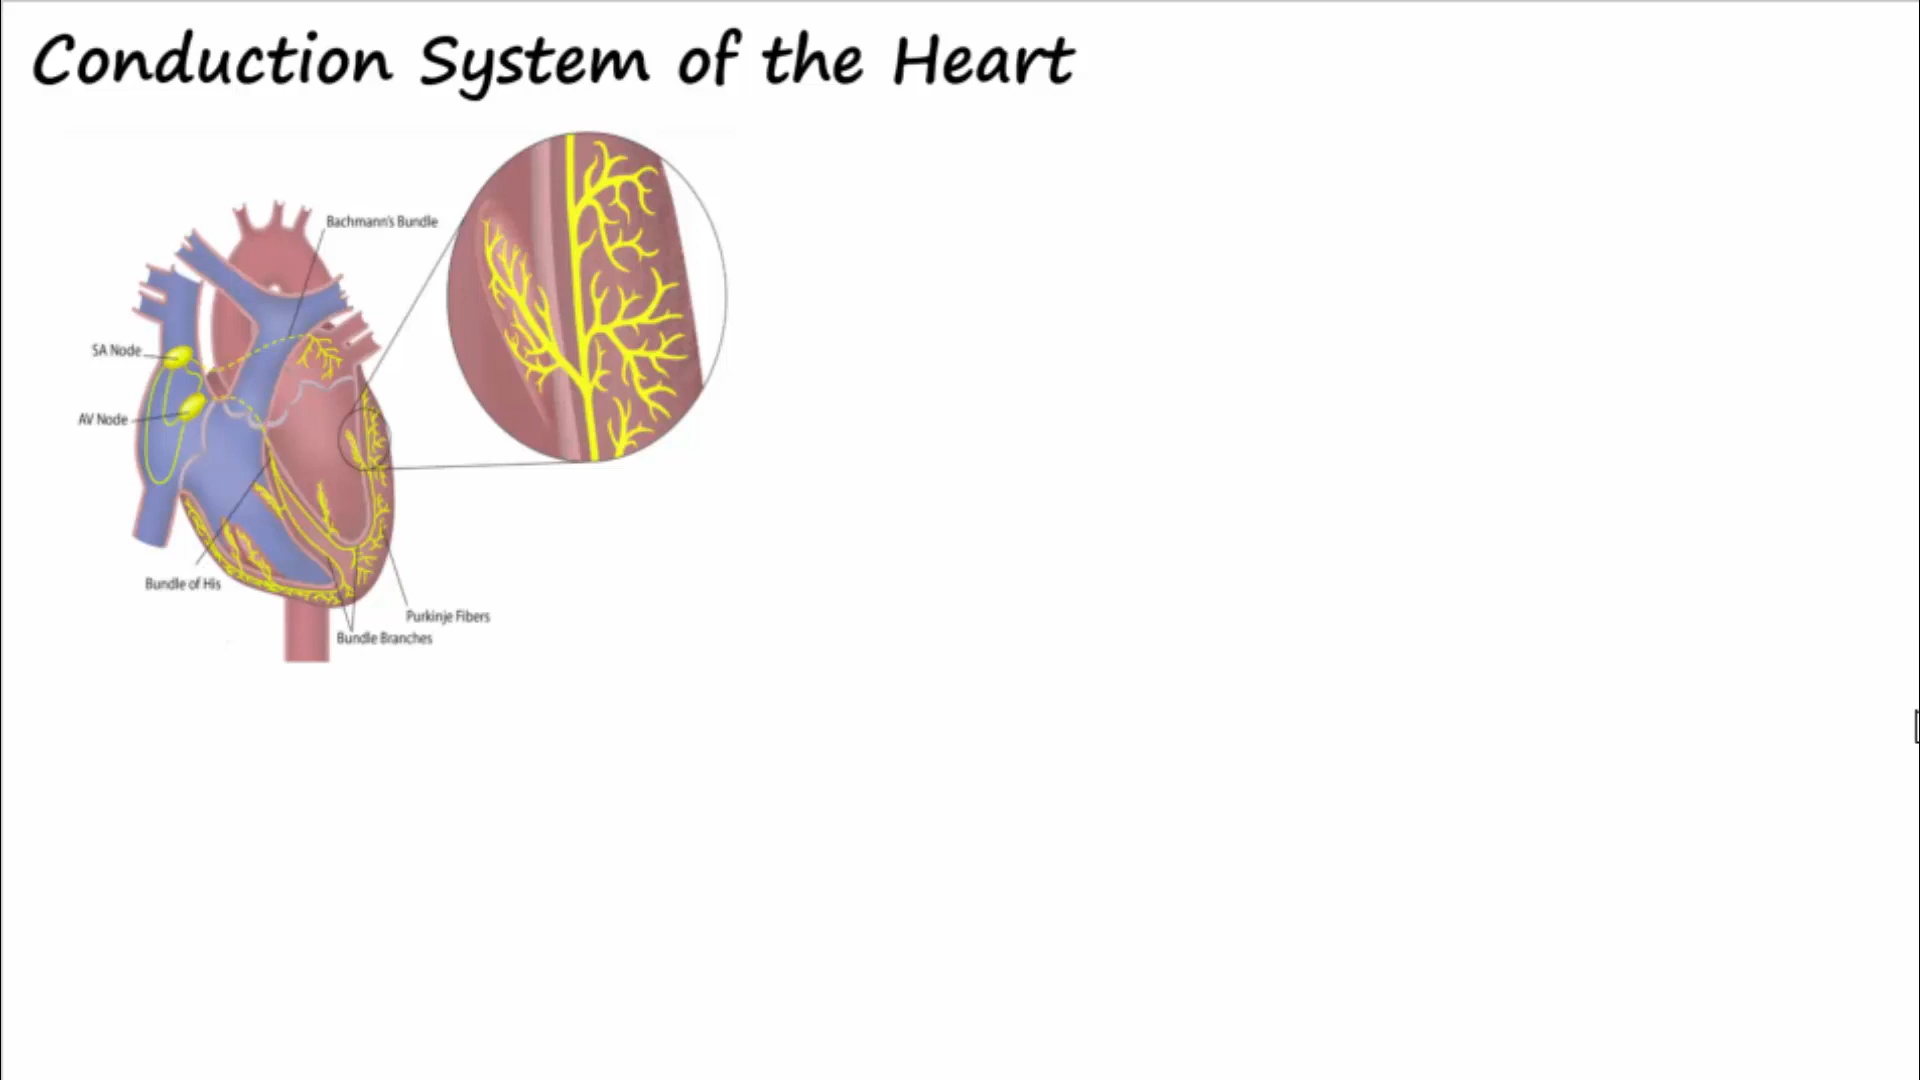 Conduction System of the Heart
Bachmann's Bundle
SA Node
AV Node
Bundle of His
Purkinje Fibers
Bundle Branches